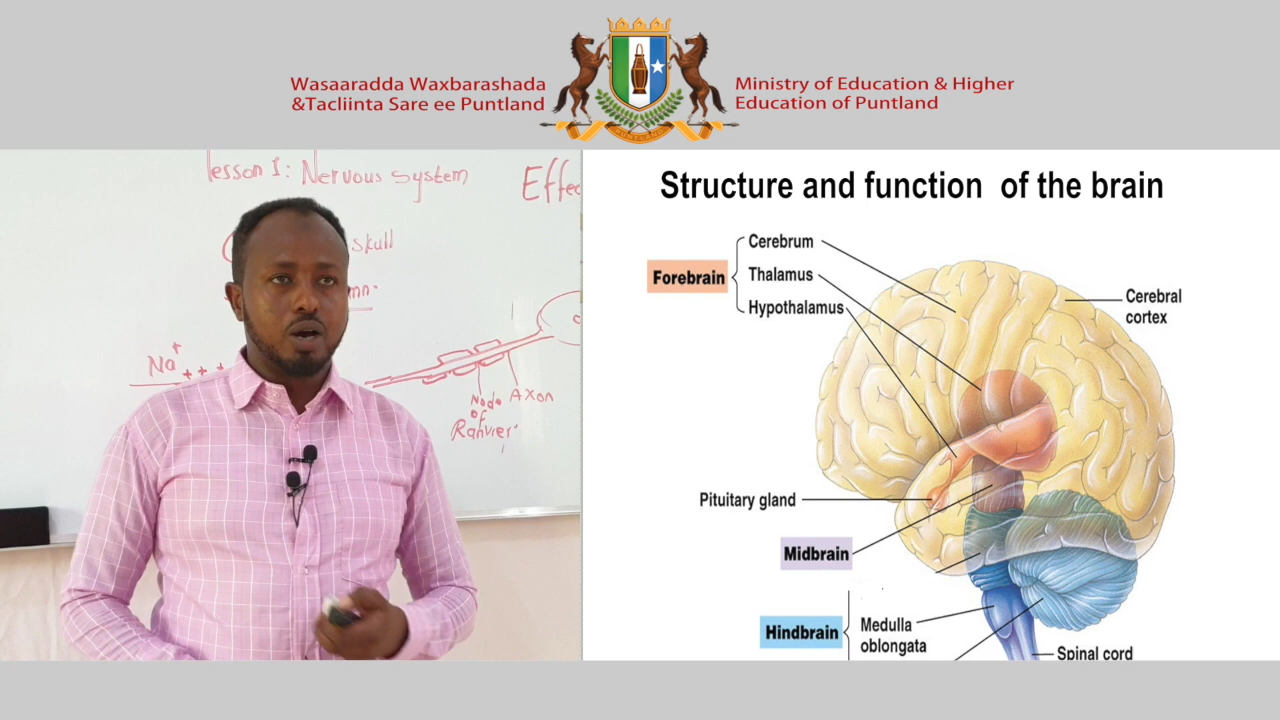 Wasaaradda Waxbarashada
&Tacliinta Sare ee Puntland
Ministry of Education & Higher
Education of Puntland
lesson 1: Nervous system
Effec
skull
mn.
Na+
+ + +
Node
of
Ranvier
Axon
Structure and function of the brain
Forebrain
Cerebrum
Thalamus
Hypothalamus
Cerebral
cortex
Pituitary gland
Midbrain
Hindbrain
Medulla
oblongata
Spinal cord